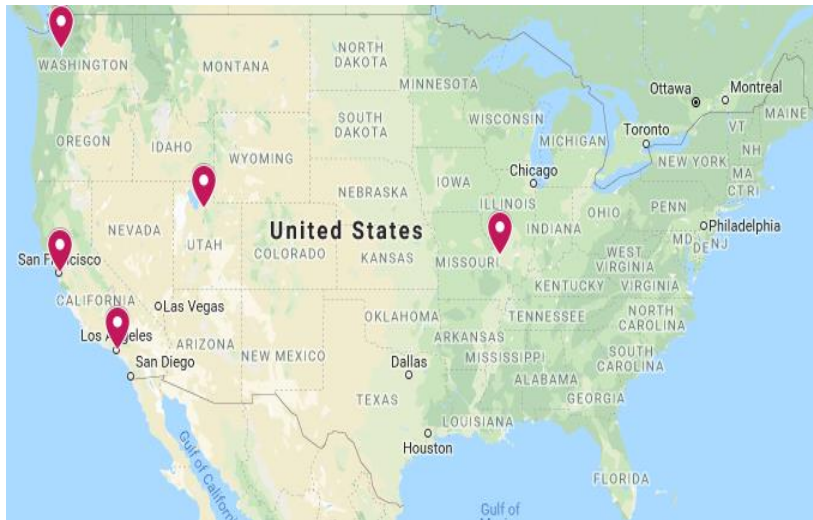 WASHINGTON
MONTANA
NORTH
DAKOTA
MINNESOTA
Ottawa
Montreal
MAINE
OREGON
IDAHO
SOUTH
DAKOTA
WISCONSIN
MICHIGAN
Toronto
VT
NH
NEW YORK
MA
CT RI
WYOMING
Chicago
IOWA
NEBRASKA
ILLINOIS
INDIANA
OHIO
PENN
Philadelphia
MD
DE
NJ
NEVADA
UTAH
United States
COLORADO
KANSAS
MISSOURI
WEST
VIRGINIA
KENTUCKY
VIRGINIA
San Francisco
CALIFORNIA
Las Vegas
OKLAHOMA
TENNESSEE
NORTH
CAROLINA
Los Angeles
San Diego
ARIZONA
NEW MEXICO
ARKANSAS
MISSISSIPPI
SOUTH
CAROLINA
Dallas
ALABAMA
TEXAS
GEORGIA
LOUISIANA
Houston
FLORIDA
Gulf of California
Gulf of